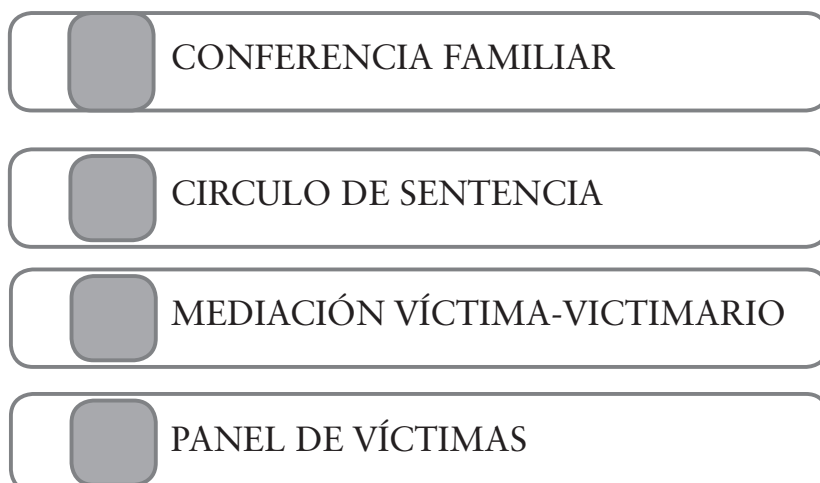 CONFERENCIA FAMILIAR
CIRCULO DE SENTENCIA
MEDIACIÓN VÍCTIMA-VICTIMARIO
PANEL DE VÍCTIMAS